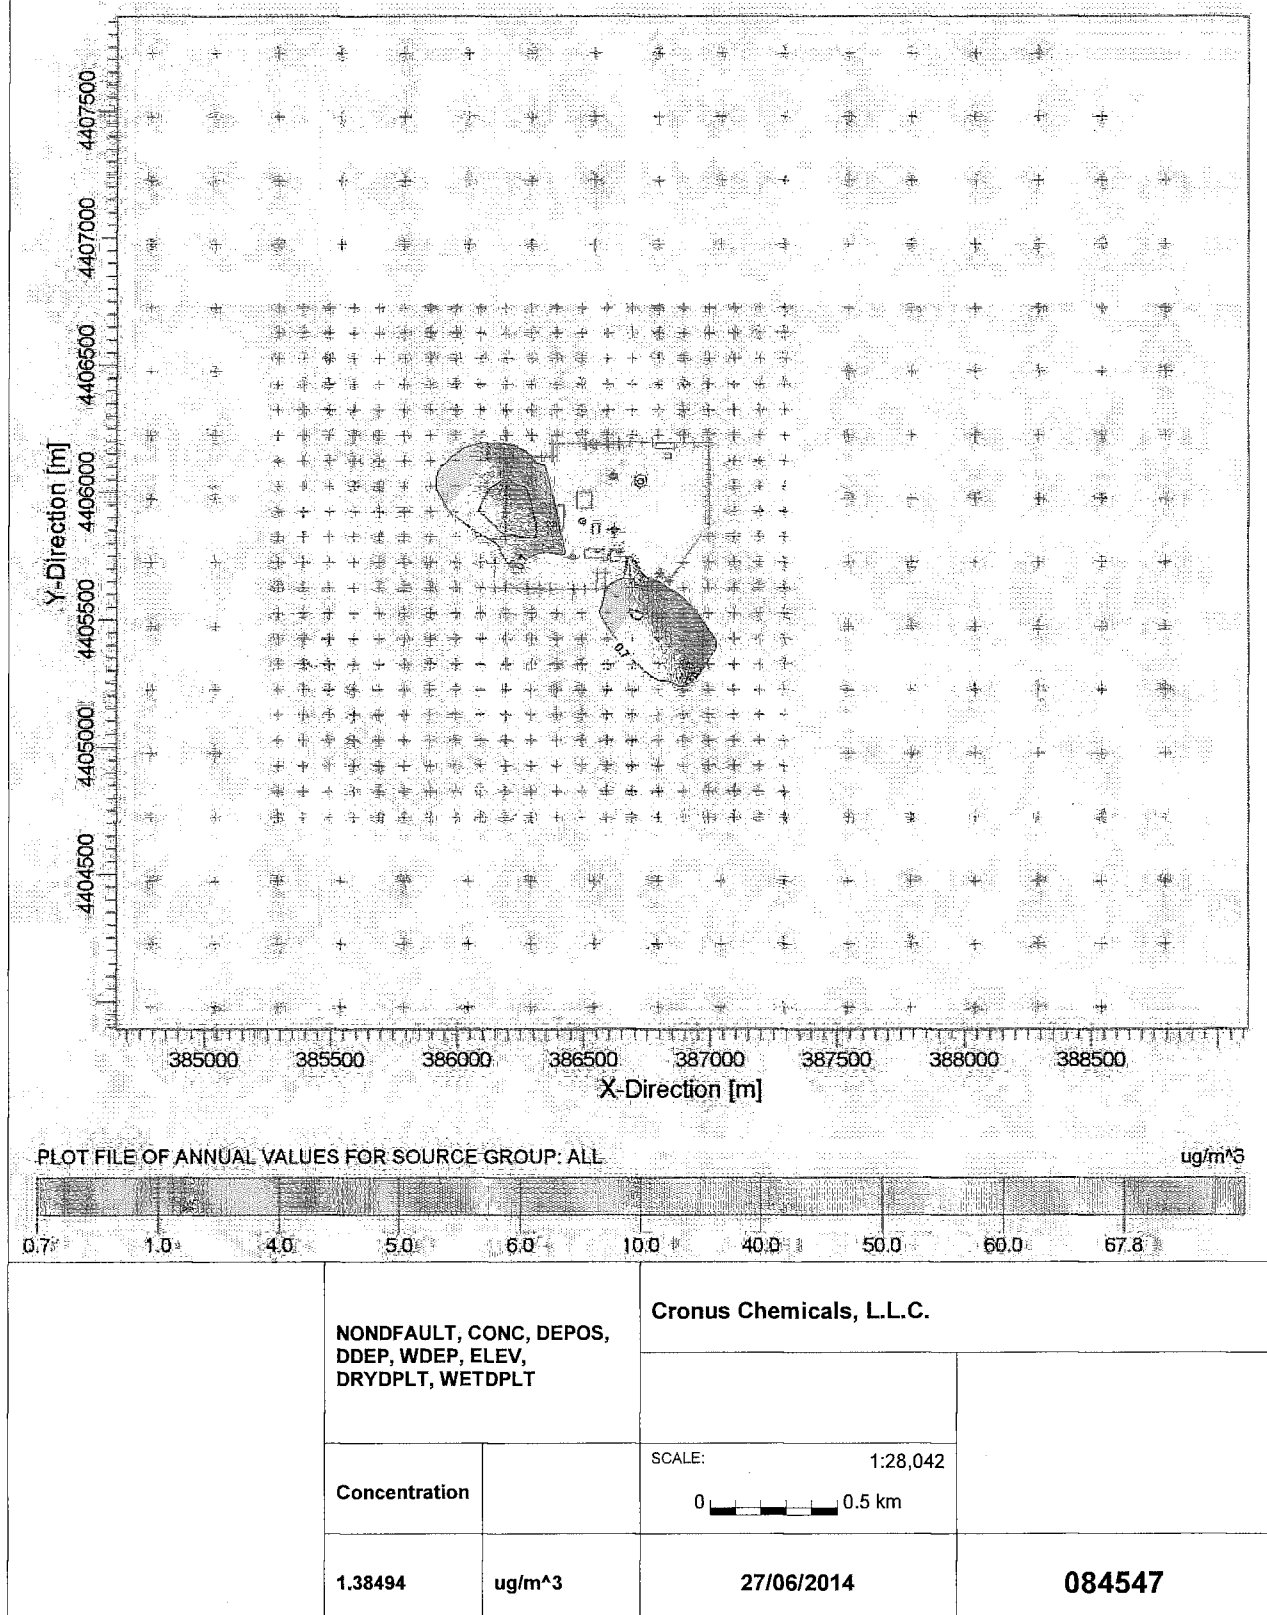 Y-Direction [m]
4407500
4407000
4406500
4406000
4405500
4405000
4404500
0.7
0.7
385000 385500 386000 386500 387000 387500 388000 388500
X-Direction [m]
PLOT FILE OF ANNUAL VALUES FOR SOURCE GROUP: ALL ug/m^3
0.7 1.0 4.0 5.0 6.0 10.0 40.0 50.0 60.0 67.8
NONDFAULT, CONC, DEPOS,
DDEP, WDEP, ELEV,
DRYDPLT, WETDPLT
Cronus Chemicals, L.L.C.
Concentration
SCALE: 1:28,042
0 0.5 km
1.38494 ug/m^3 27/06/2014 084547